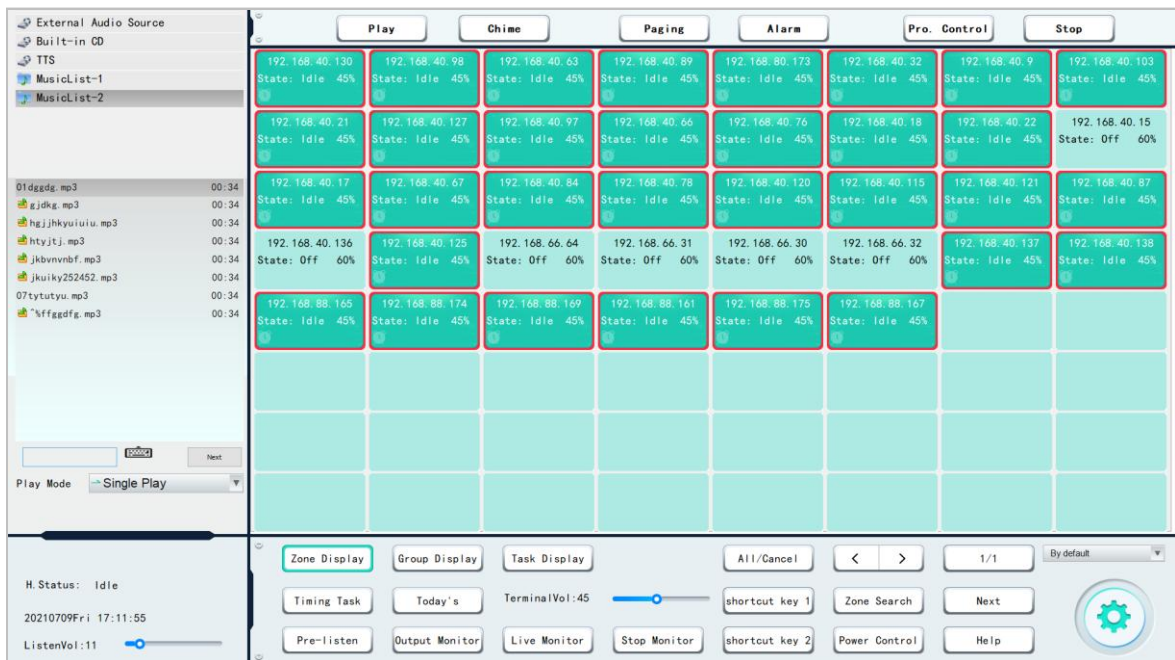 External Audio Source
Built-in CD
TTS
MusicList-1
MusicList-2
01dggdg.mp3 00:34
gjdkg.mp3 00:34
hgjjhkyuiuiu.mp3 00:34
htyjtj.mp3 00:34
jkbvnvnbf.mp3 00:34
jkuiky252452.mp3 00:34
07tytutyu.mp3 00:34
^%ffggdfg.mp3 00:34
Next
Play Mode Single Play
H.Status: Idle
20210709Fri 17:11:55
ListenVol:11
Play Chime Paging Alarm Pro. Control Stop
192.168.40.130 192.168.40.98 192.168.40.63 192.168.40.89 192.168.80.173 192.168.40.32 192.168.40.9 192.168.40.103
State: Idle 45% State: Idle 45% State: Idle 45% State: Idle 45% State: Idle 45% State: Idle 45% State: Idle 45% State: Idle 45%
192.168.40.21 192.168.40.127 192.168.40.97 192.168.40.66 192.168.40.76 192.168.40.18 192.168.40.22 192.168.40.15
State: Idle 45% State: Idle 45% State: Idle 45% State: Idle 45% State: Idle 45% State: Idle 45% State: Idle 45% State: Off 60%
192.168.40.17 192.168.40.67 192.168.40.84 192.168.40.78 192.168.40.120 192.168.40.115 192.168.40.121 192.168.40.87
State: Idle 45% State: Idle 45% State: Idle 45% State: Idle 45% State: Idle 45% State: Idle 45% State: Idle 45% State: Idle 45%
192.168.40.136 192.168.40.125 192.168.66.64 192.168.66.31 192.168.66.30 192.168.66.32 192.168.40.137 192.168.40.138
State: Off 60% State: Idle 45% State: Off 60% State: Off 60% State: Off 60% State: Off 60% State: Idle 45% State: Idle 45%
192.168.88.165 192.168.88.174 192.168.88.169 192.168.88.161 192.168.88.175 192.168.88.167
State: Idle 45% State: Idle 45% State: Idle 45% State: Idle 45% State: Idle 45% State: Idle 45%
Zone Display Group Display Task Display All/Cancel < > 1/1 By default
Timing Task Today's TerminalVol:45 shortcut key 1 Zone Search Next
Pre-listen Output Monitor Live Monitor Stop Monitor shortcut key 2 Power Control Help